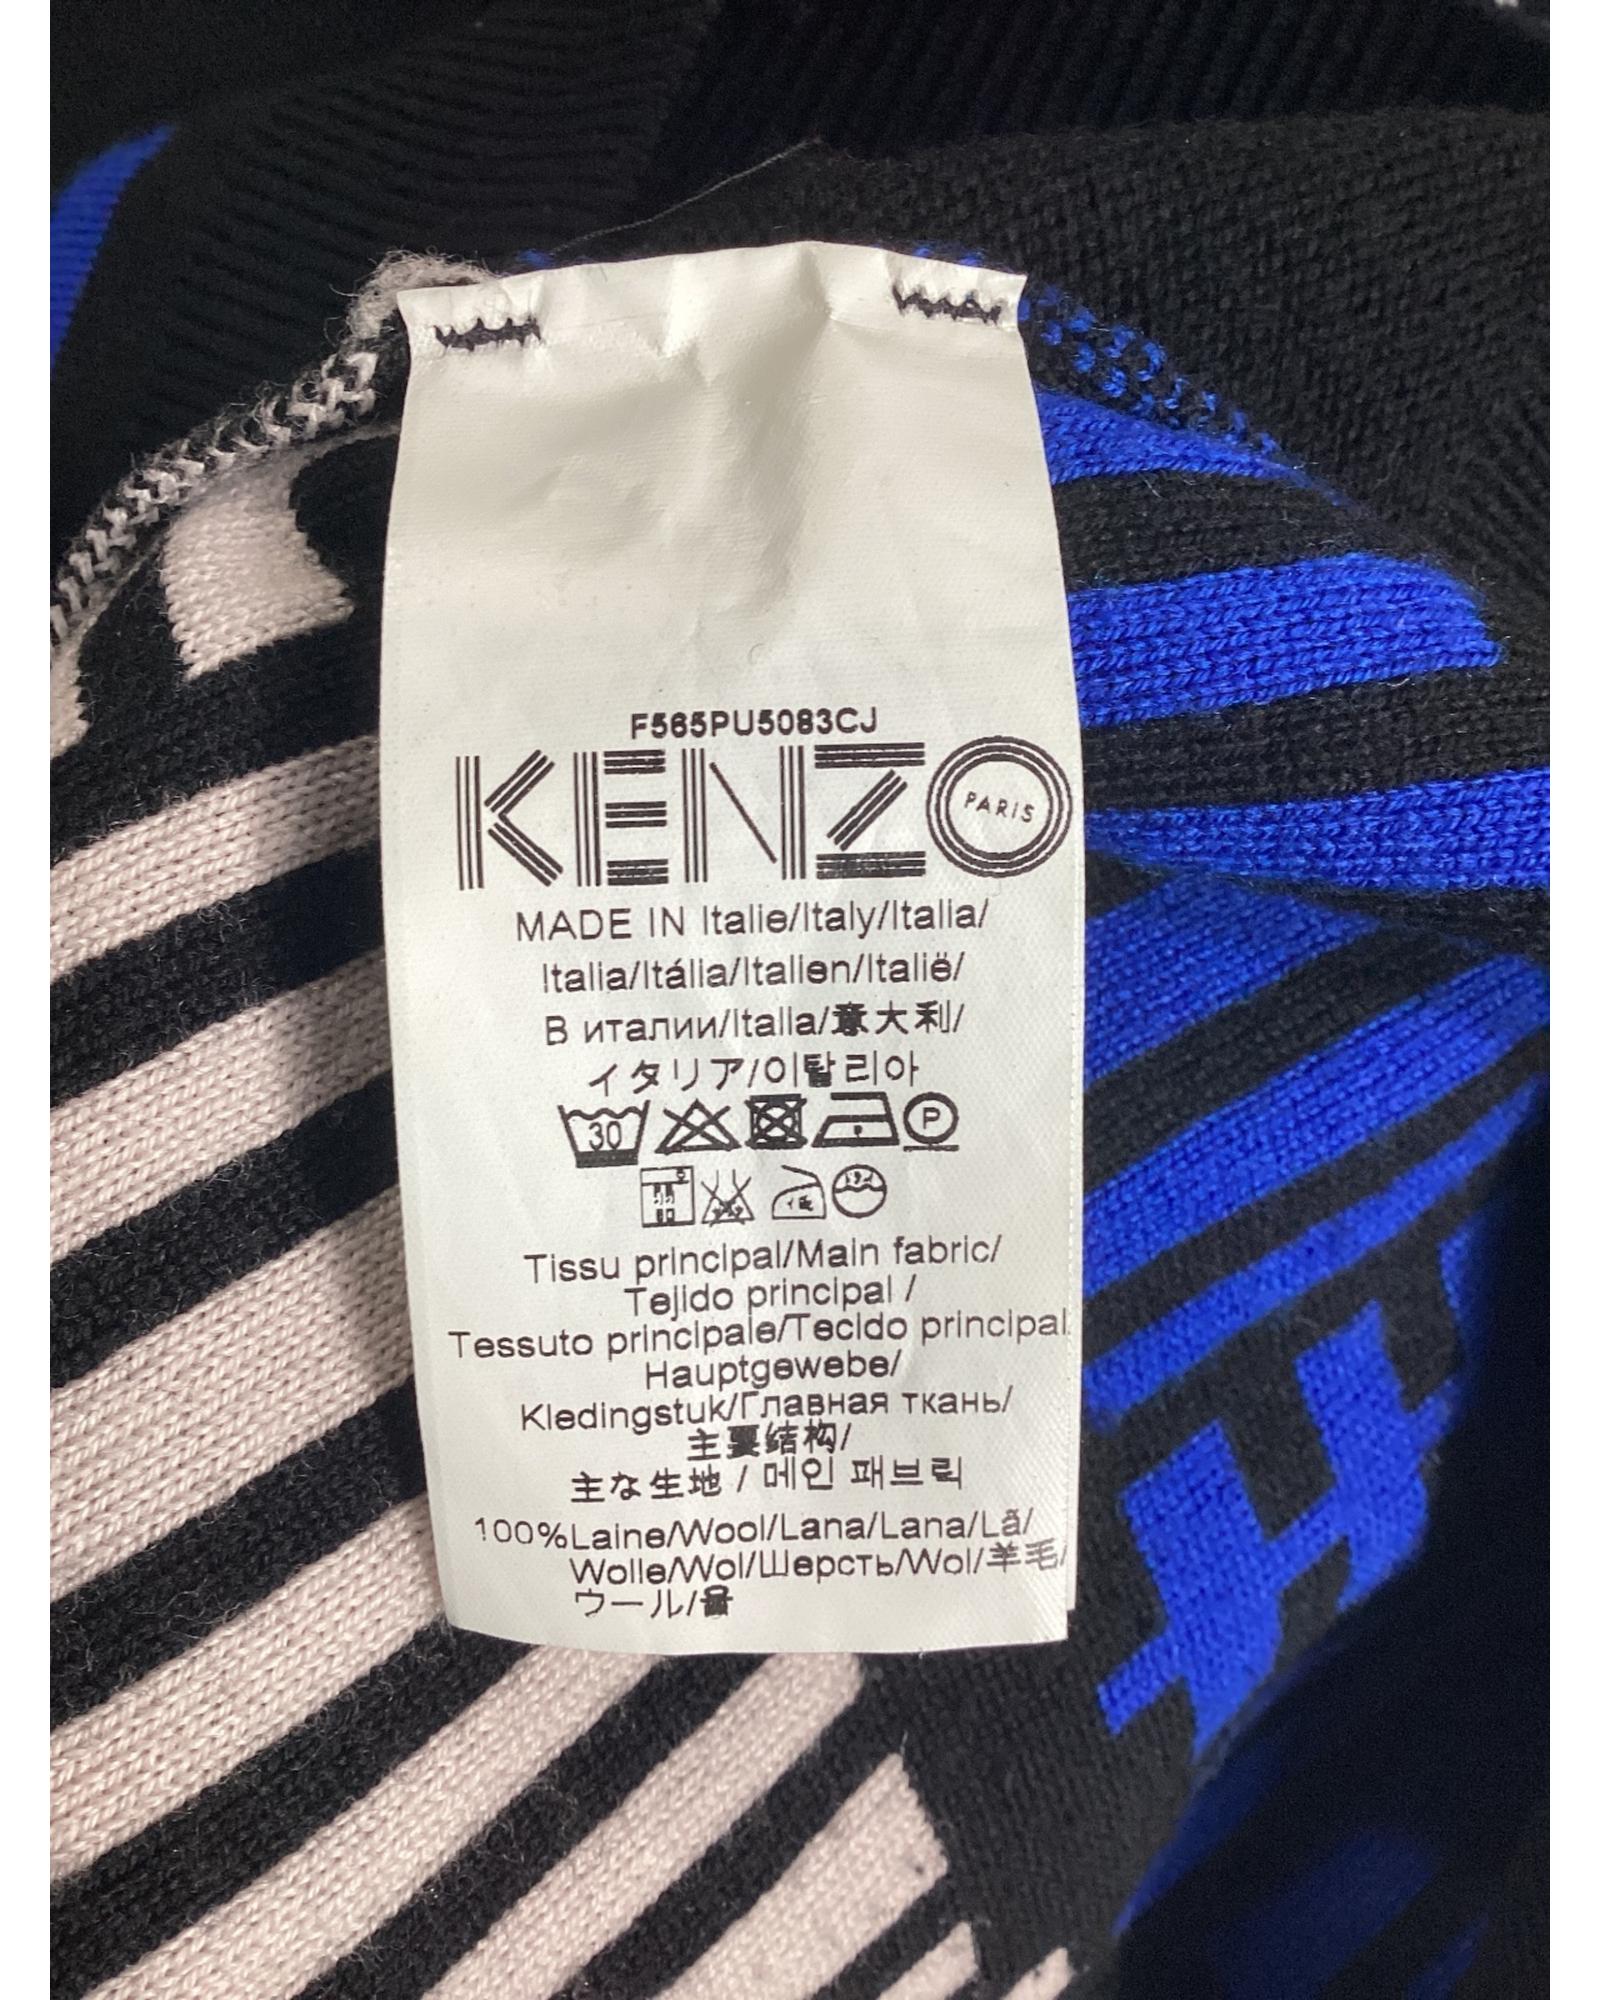 F565PU5083CJ
KENZO
PARIS
MADE IN Italie/Italy/Italia/
Italia/Itália/Italien/Italië/
В италии/Italia/意大利/
イタリア/이탈리아
30 P
Tissu principal/Main fabric/
Tejido principal /
Tessuto principale/Tecido principal
Hauptgewebe/
Kledingstuk/Главная ткань/
主要结构/
主な生地 / 메인 패브릭
100%Laine/Wool/Lana/Lana/Lã/
Wolle/Wol/Шерсть/Wol/羊毛/
ウール/울